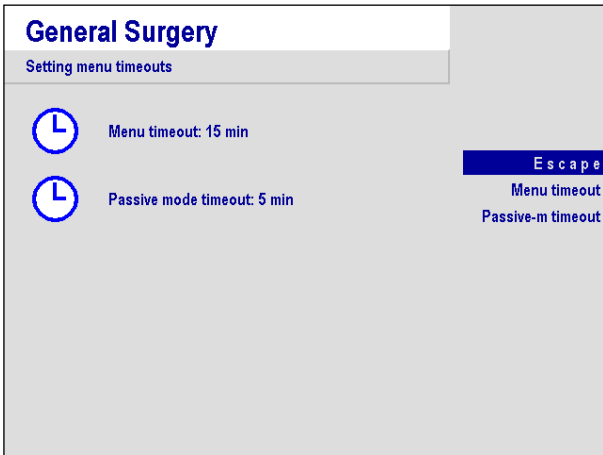 General Surgery
Setting menu timeouts
Menu timeout: 15 min
Passive mode timeout: 5 min
Escape
Menu timeout
Passive-m timeout